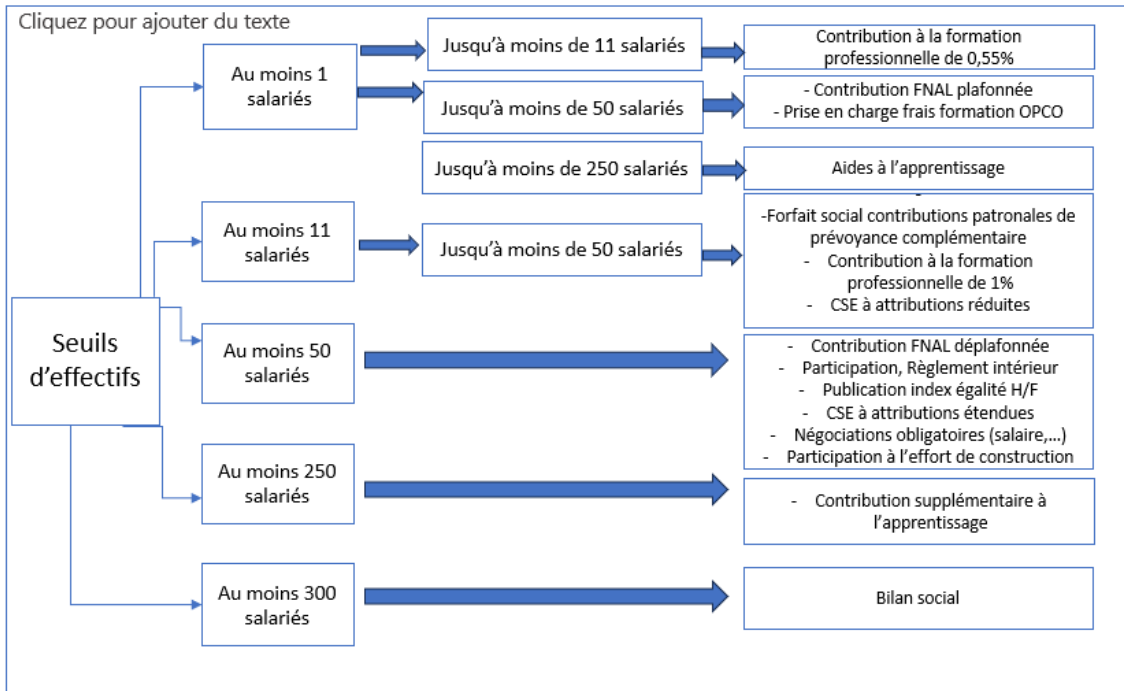 Cliquez pour ajouter du texte
Au moins 1
salariés
Jusqu’à moins de 11 salariés
Contribution à la formation
professionnelle de 0,55%
Jusqu’à moins de 50 salariés
- Contribution FNAL plafonnée
- Prise en charge frais formation OPCO
Jusqu’à moins de 250 salariés
Aides à l’apprentissage
Au moins 11
salariés
Jusqu’à moins de 50 salariés
-
-Forfait social contributions patronales de
prévoyance complémentaire
- Contribution à la formation
professionnelle de 1%
- CSE à attributions réduites
Seuils
d’effectifs
Au moins 50
salariés
- Contribution FNAL déplafonnée
- Participation, Règlement intérieur
- Publication index égalité H/F
- CSE à attributions étendues
- Négociations obligatoires (salaire,...)
- Participation à l’effort de construction
Au moins 250
salariés
- Contribution supplémentaire à
l’apprentissage
Au moins 300
salariés
Bilan social